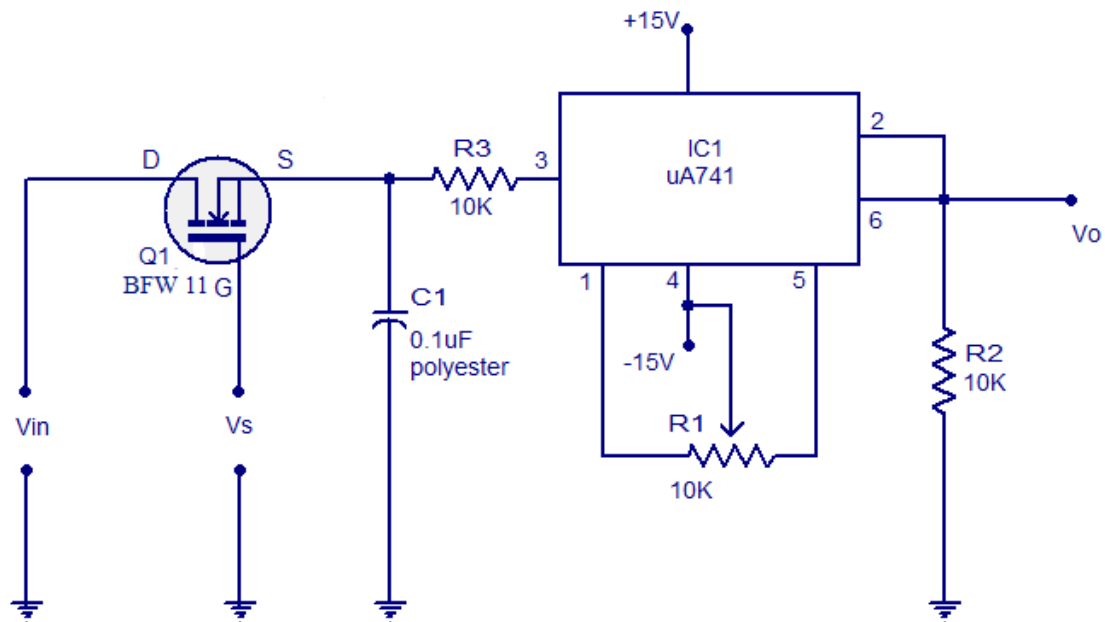 +15V
D
S
R3
10K
3
IC1
uA741
2
6
Vo
Q1
BFW 11
G
1
4
5
C1
0.1uF
polyester
-15V
R1
10K
R2
10K
Vin
Vs